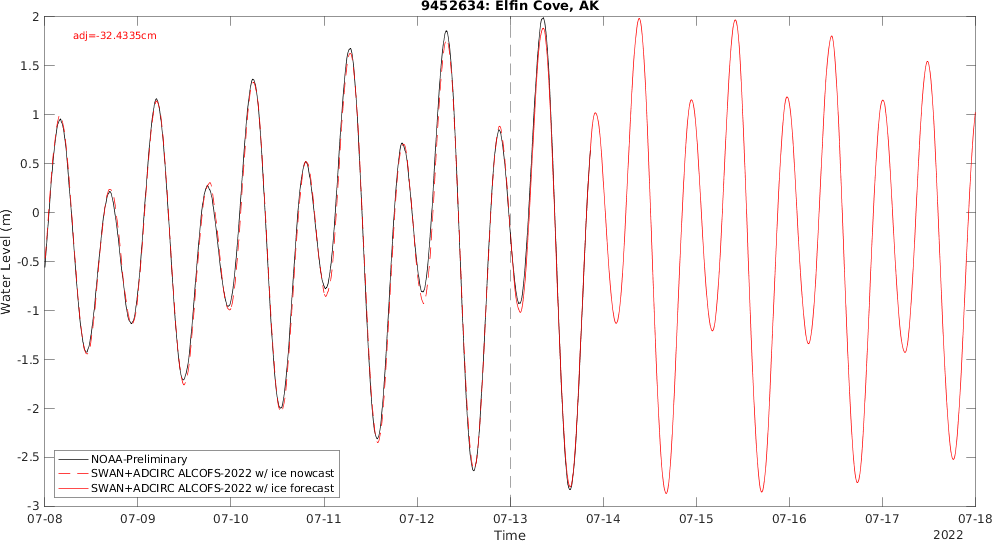 9452634: Elfin Cove, AK
adj=-32.4335cm
Water Level (m)
2
1.5
1
0.5
0
-0.5
-1
-1.5
-2
-2.5
-3
NOAA-Preliminary
SWAN+ADCIRC ALCOFS-2022 w/ ice nowcast
SWAN+ADCIRC ALCOFS-2022 w/ ice forecast
07-08 07-09 07-10 07-11 07-12 07-13 07-14 07-15 07-16 07-17 07-18
Time
2022